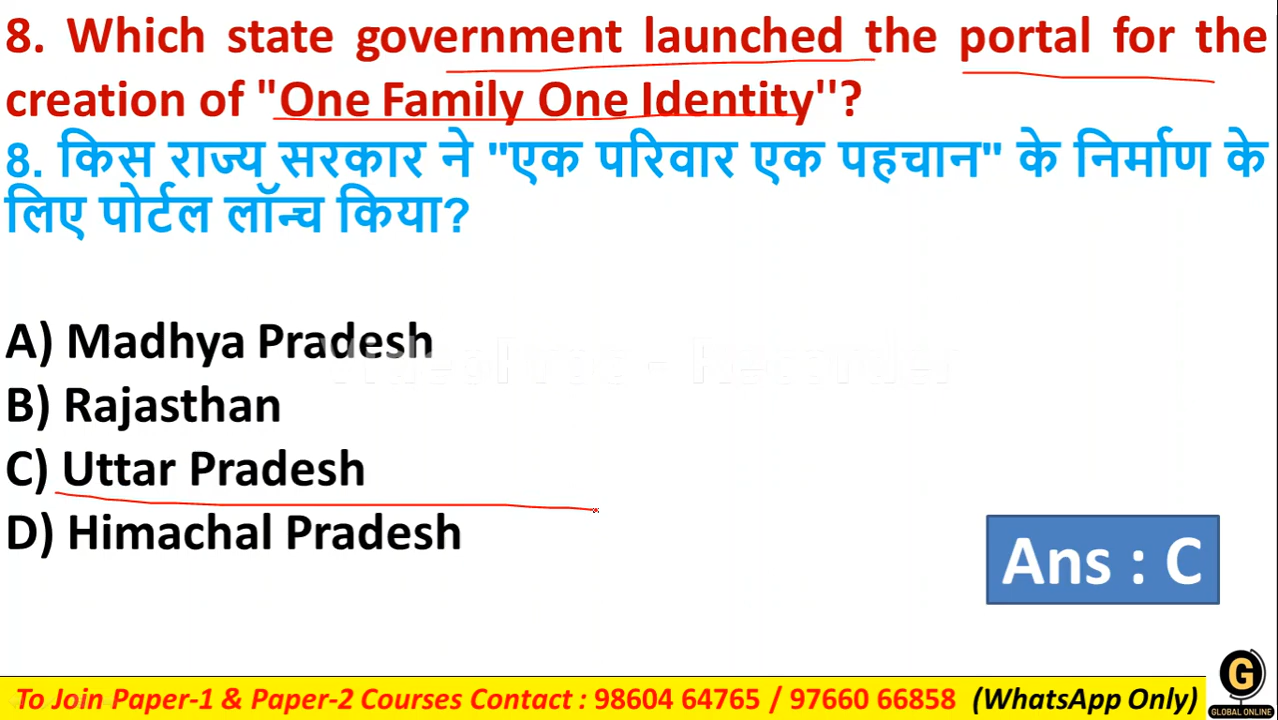 8. Which state government launched the portal for the
creation of "One Family One Identity''?
8. किस राज्य सरकार ने "एक परिवार एक पहचान" के निर्माण के
लिए पोर्टल लॉन्च किया?
A) Madhya Pradesh
B) Rajasthan
C) Uttar Pradesh
D) Himachal Pradesh
Ans : C
To Join Paper-1 & Paper-2 Courses Contact : 98604 64765 / 97660 66858 (WhatsApp Only)
G
GLOBAL ONLINE
VideoProc - Recorder